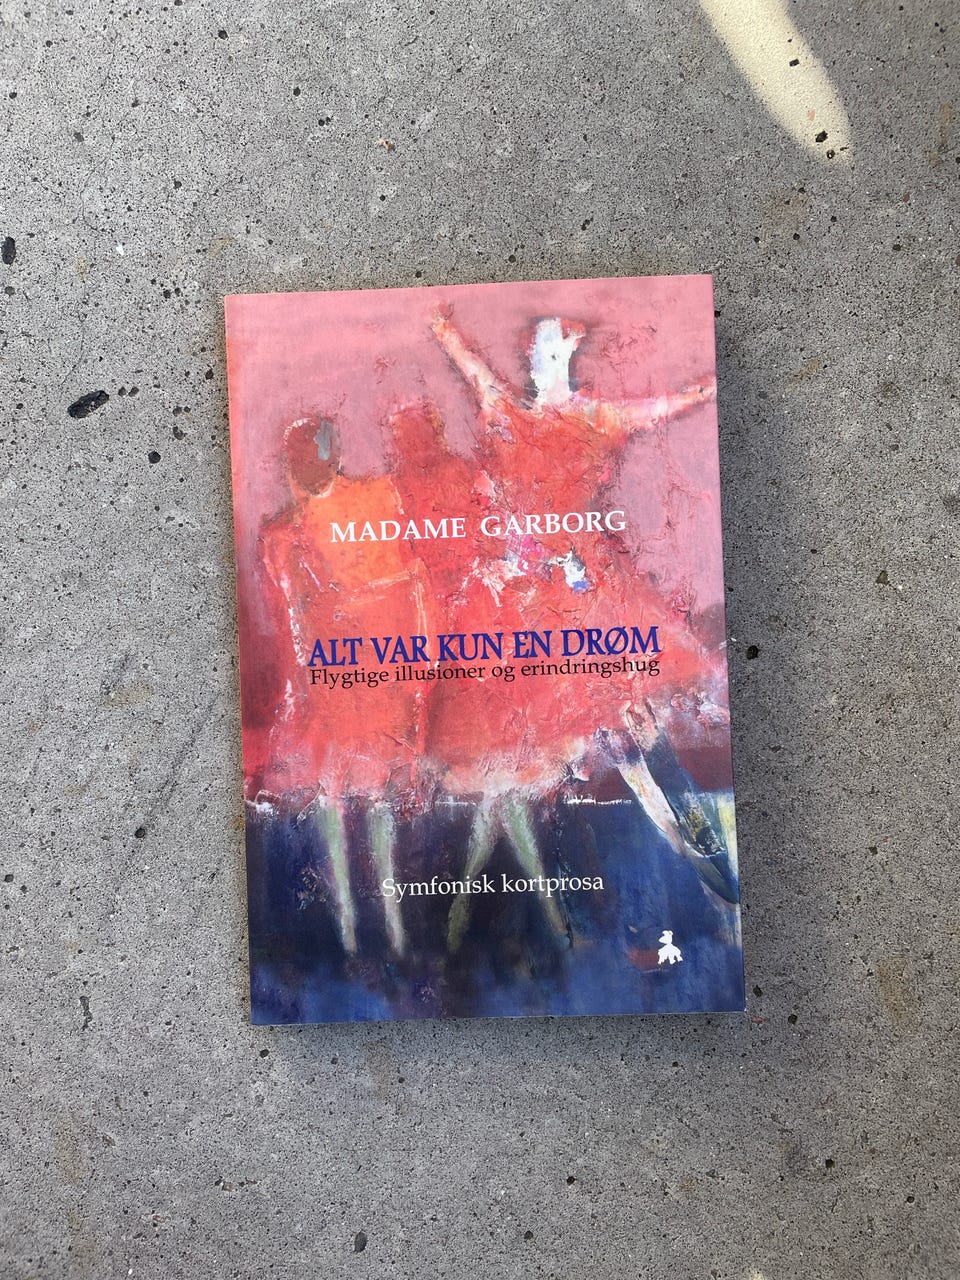 MADAME GARBORG
ALT VAR KUN EN DRØM
Flygtige illusioner og erindringshug
Symfonisk kortprosa